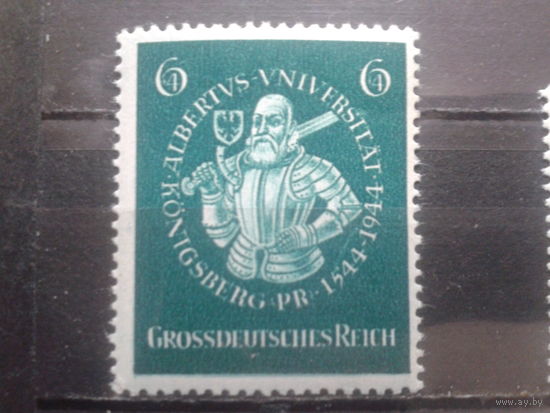 6+4 6+4
KÖNIGSBERG·PR·1544-1944
ALBERTVS·VNIVERSITÄT
GROSSDEUTSCHES REICH
www.ay.by